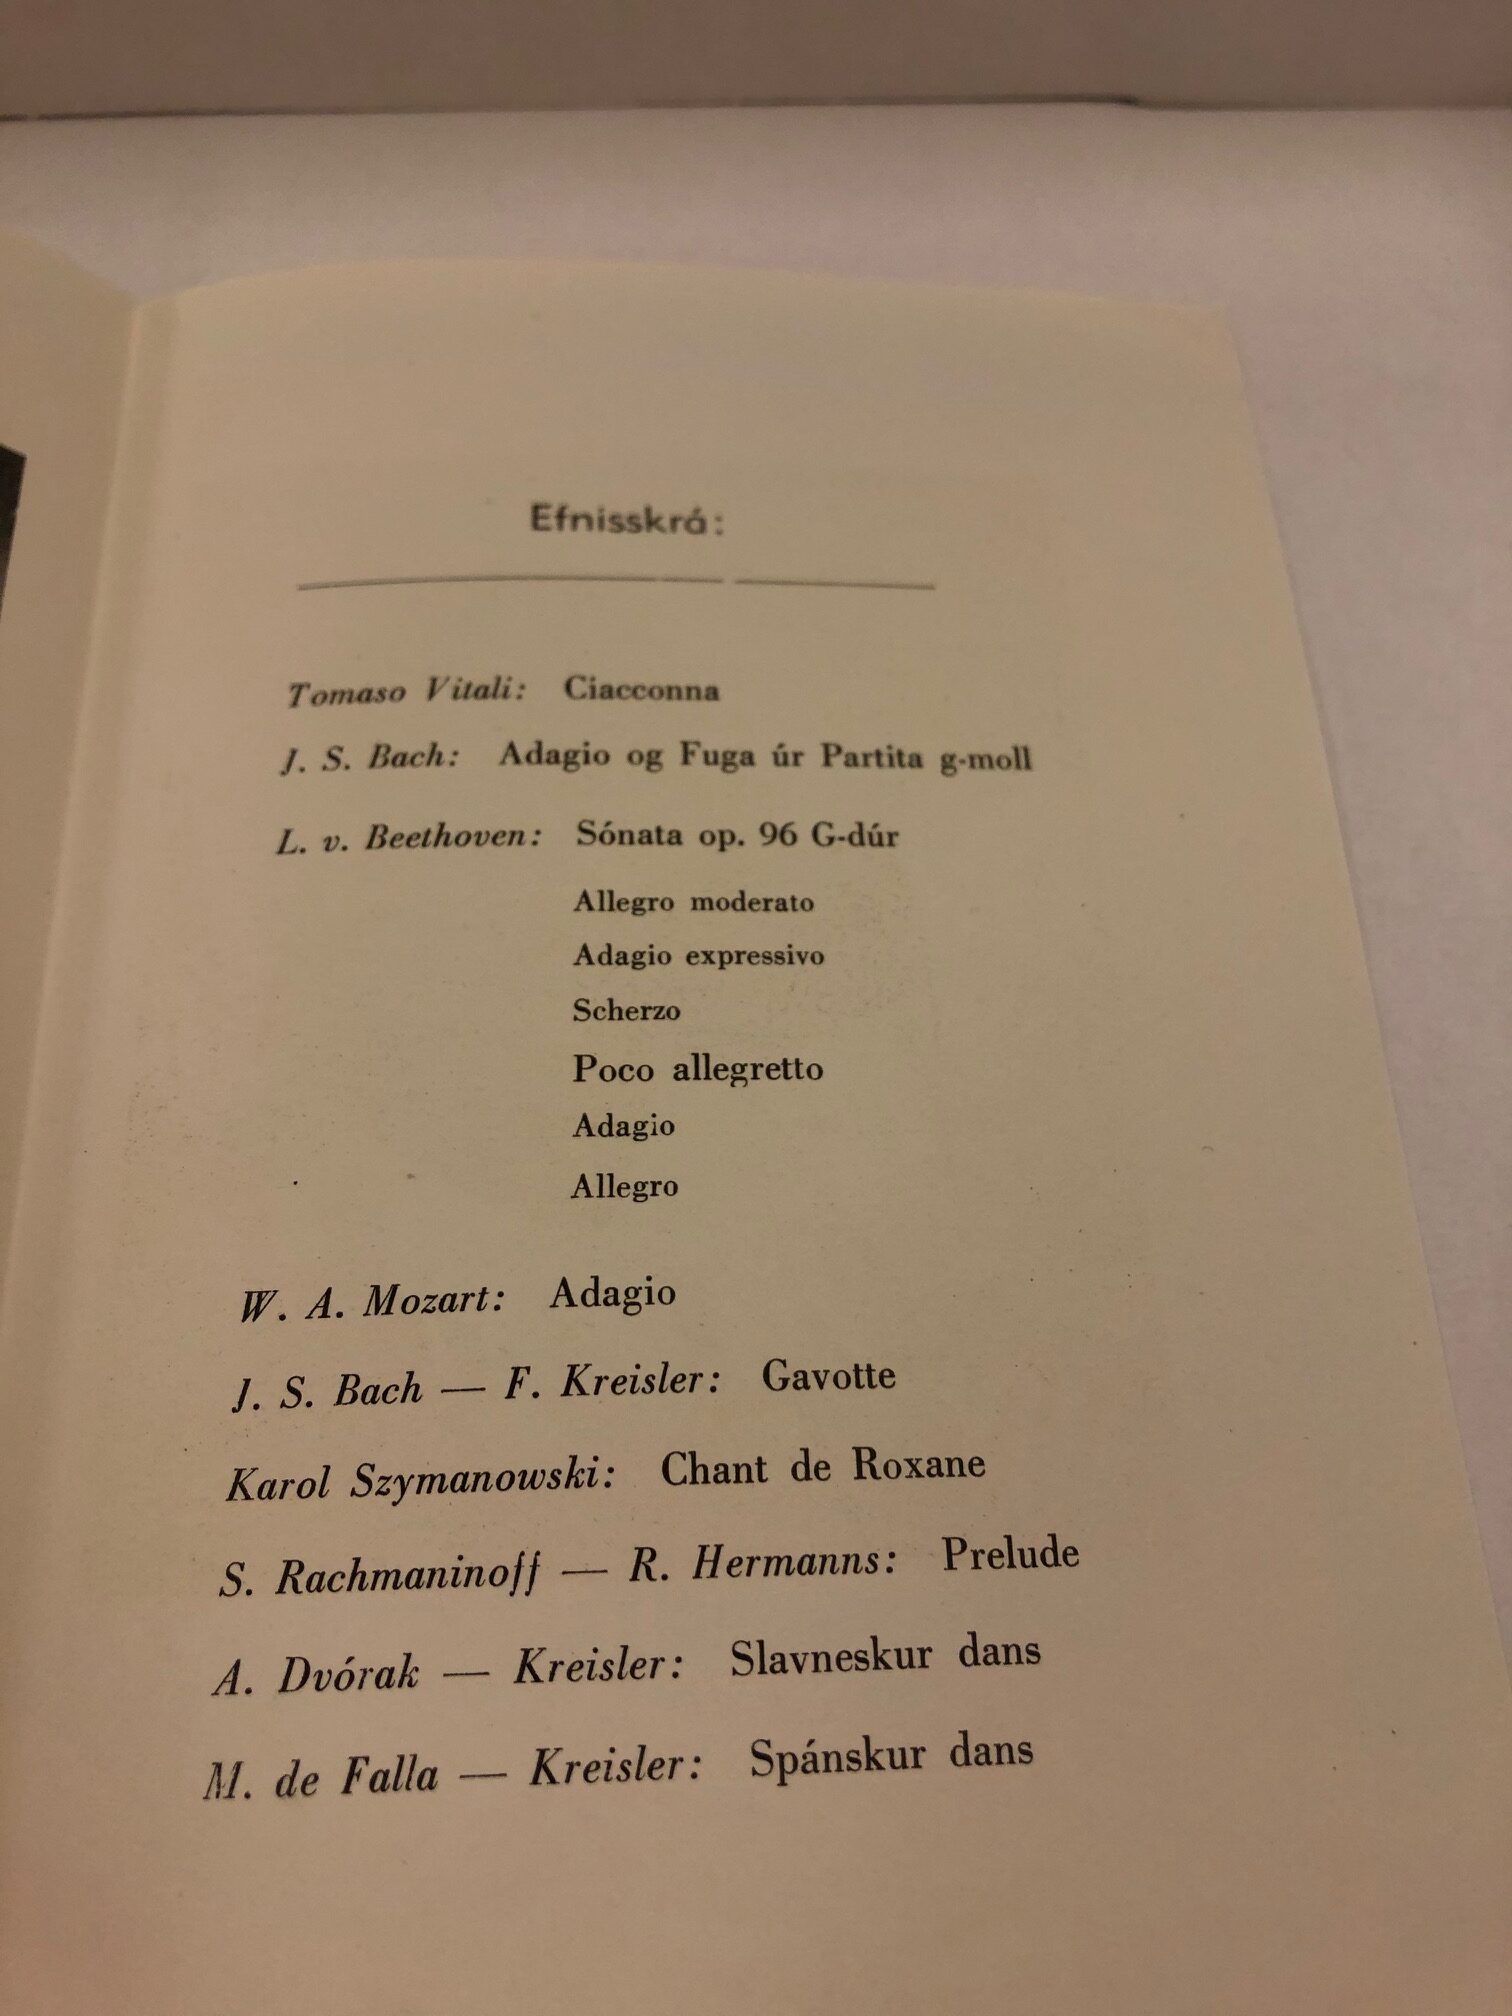 Efnisskrá:
Tomaso Vitali: Ciacconna
J. S. Bach: Adagio og Fuga úr Partita g-moll
L. v. Beethoven: Sónata op. 96 G-dúr
Allegro moderato
Adagio expressivo
Scherzo
Poco allegretto
Adagio
Allegro
W. A. Mozart: Adagio
J. S. Bach — F. Kreisler: Gavotte
Karol Szymanowski: Chant de Roxane
S. Rachmaninoff — R. Hermanns: Prelude
A. Dvórak — Kreisler: Slavneskur dans
M. de Falla — Kreisler: Spánskur dans